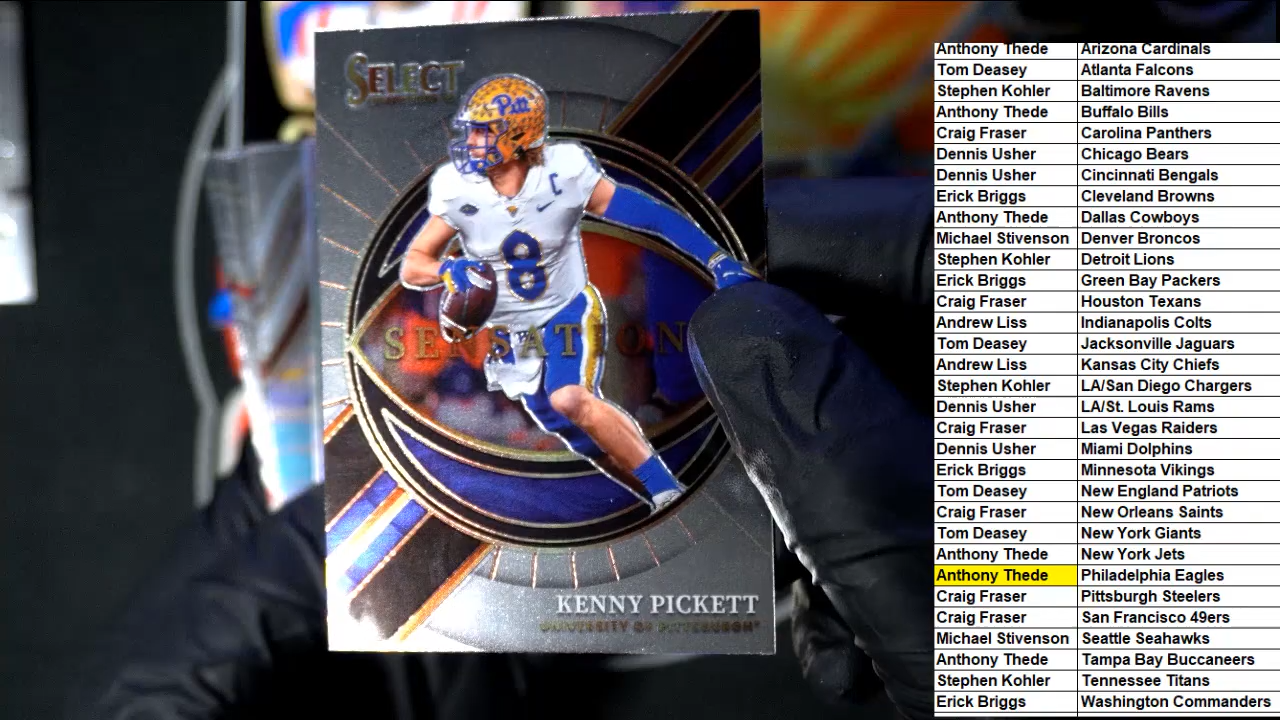 SELECT
Pitt
C
8
SENSATION
KENNY PICKETT
UNIVERSITY OF PITTSBURGH
Anthony Thede Arizona Cardinals
Tom Deasey Atlanta Falcons
Stephen Kohler Baltimore Ravens
Anthony Thede Buffalo Bills
Craig Fraser Carolina Panthers
Dennis Usher Chicago Bears
Dennis Usher Cincinnati Bengals
Erick Briggs Cleveland Browns
Anthony Thede Dallas Cowboys
Michael Stivenson Denver Broncos
Stephen Kohler Detroit Lions
Erick Briggs Green Bay Packers
Craig Fraser Houston Texans
Andrew Liss Indianapolis Colts
Tom Deasey Jacksonville Jaguars
Andrew Liss Kansas City Chiefs
Stephen Kohler LA/San Diego Chargers
Dennis Usher LA/St. Louis Rams
Craig Fraser Las Vegas Raiders
Dennis Usher Miami Dolphins
Erick Briggs Minnesota Vikings
Tom Deasey New England Patriots
Craig Fraser New Orleans Saints
Tom Deasey New York Giants
Anthony Thede New York Jets
Anthony Thede Philadelphia Eagles
Craig Fraser Pittsburgh Steelers
Craig Fraser San Francisco 49ers
Michael Stivenson Seattle Seahawks
Anthony Thede Tampa Bay Buccaneers
Stephen Kohler Tennessee Titans
Erick Briggs Washington Commanders